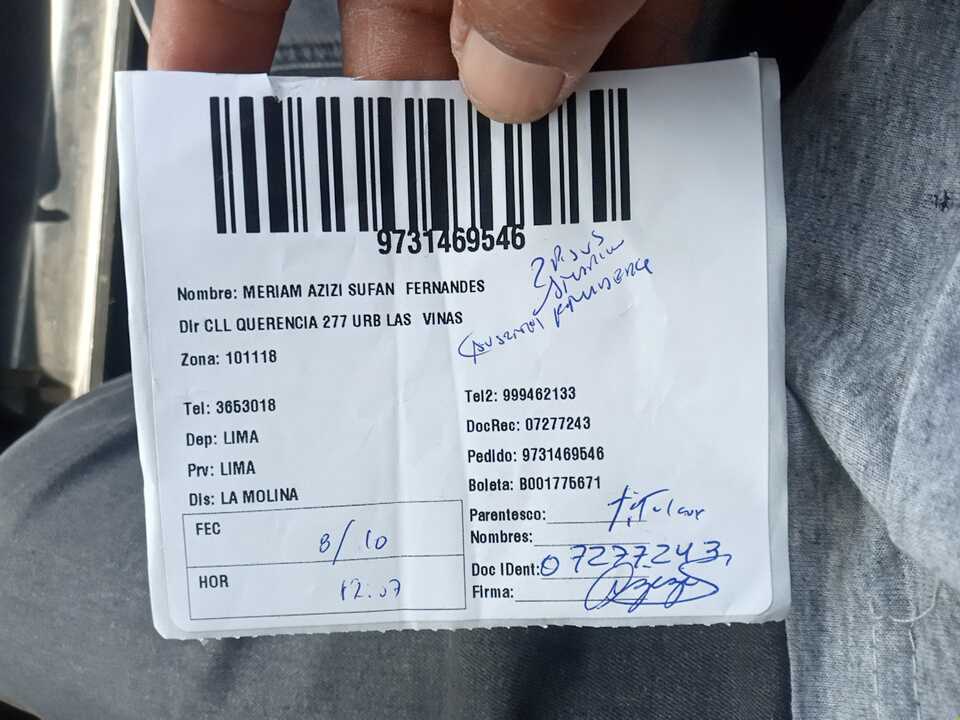 9731469546
Nombre: MERIAM AZIZI SUFAN FERNANDES
Dir CLL QUERENCIA 277 URB LAS VINAS
Zona: 101118
Tel: 3653018
Dep: LIMA
Prv: LIMA
Dis: LA MOLINA
Tel2: 999462133
DocRec: 07277243
Pedido: 9731469546
Boleta: B001775671
Parentesco: Titular
Nombres:
Doc IDent: 07277243
Firma:
FEC 8/10
HOR 12:07